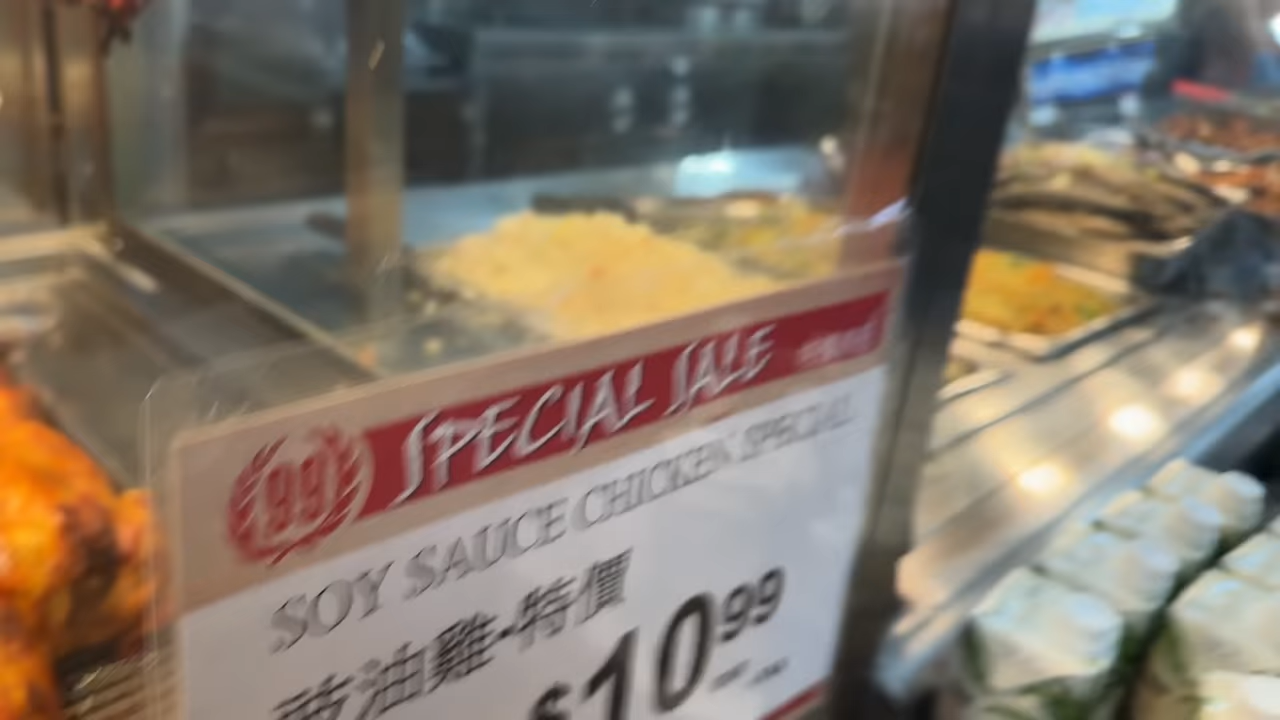 99 SPECIAL SALE
SOY SAUCE CHICKEN SPECIAL
豉油雞-特價
$10.99